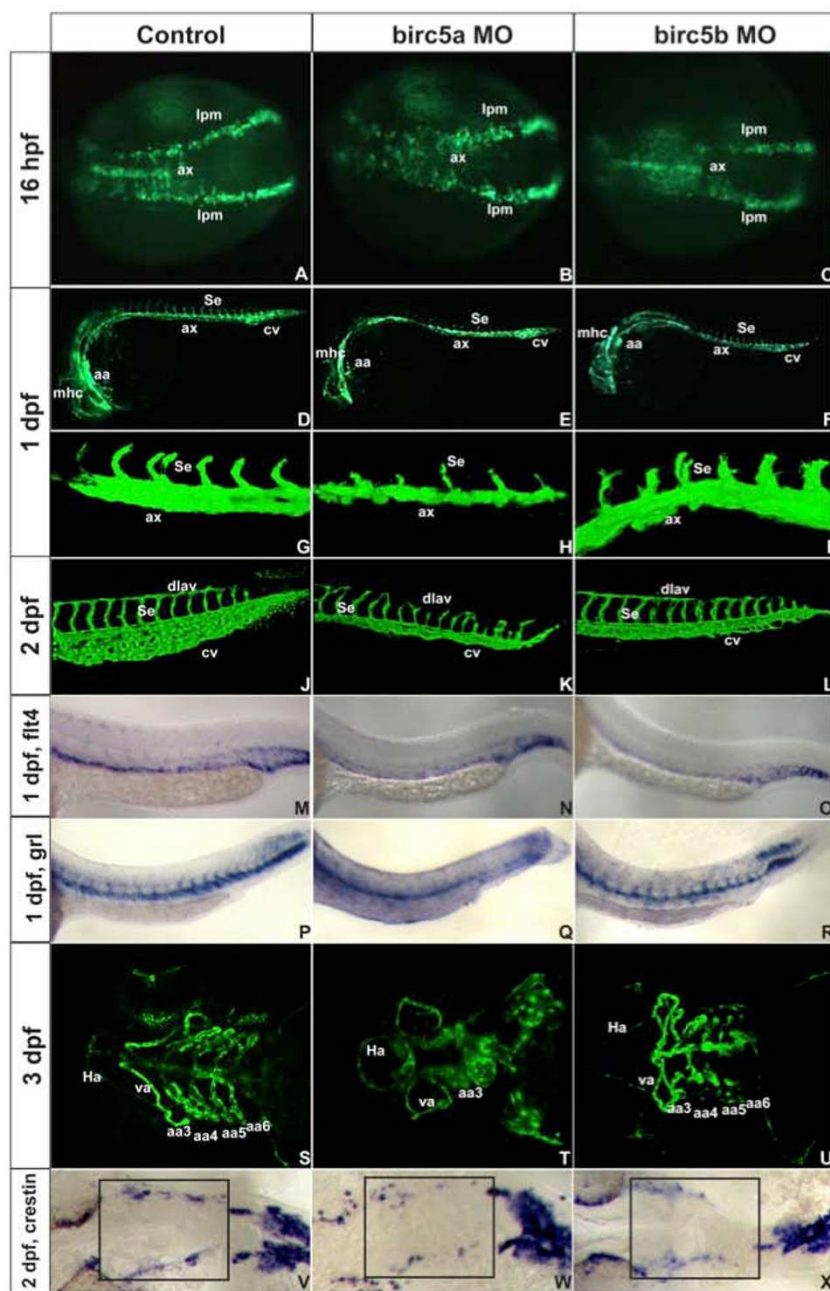 Control birc5a MO birc5b MO
16 hpf
lpm ax lpm A
lpm ax lpm B
lpm ax lpm C
1 dpf
Se ax cv aa mhc D
Se ax cv aa mhc E
Se ax cv aa mhc F
Se ax G
Se ax H
Se ax I
2 dpf
dlav Se cv J
dlav Se cv K
dlav Se cv L
1 dpf, flt4
M N O
1 dpf, grl
P Q R
3 dpf
Ha va aa3 aa4 aa5 aa6 S
Ha va aa3 T
Ha va aa3 aa4 aa5 aa6 U
2 dpf, crestin
V W X